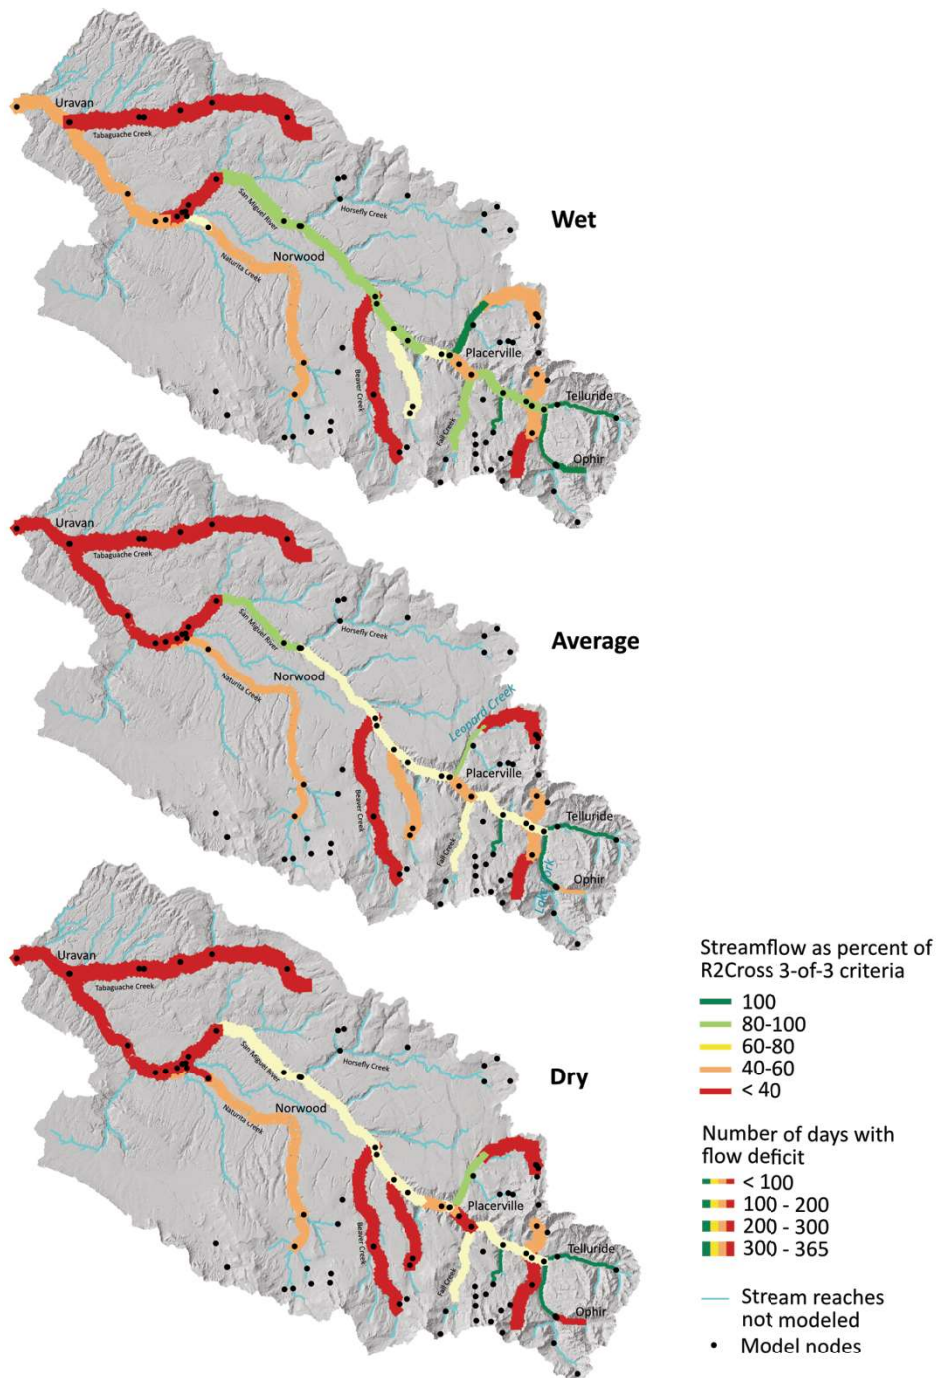 Uravan
Tabaguache Creek
San Miguel River
Horsefly Creek
Wet
Norwood
Naturita Creek
Placerville
Beaver Creek
Telluride
Fall Creek
Ophir
Uravan
Tabaguache Creek
San Miguel River
Horsefly Creek
Average
Norwood
Naturita Creek
Leopard Creek
Placerville
Beaver Creek
Telluride
Fall Creek
Ophir
Lake Fork
Uravan
Tabaguache Creek
San Miguel River
Horsefly Creek
Dry
Norwood
Naturita Creek
Placerville
Beaver Creek
Telluride
Fall Creek
Ophir
Streamflow as percent of
R2Cross 3-of-3 criteria
100
80-100
60-80
40-60
< 40
Number of days with
flow deficit
< 100
100 - 200
200 - 300
300 - 365
Stream reaches
not modeled
Model nodes